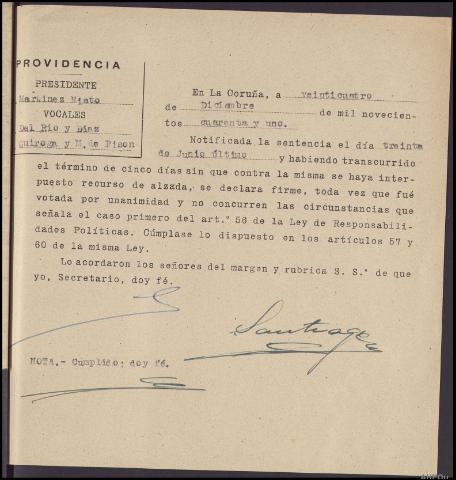 PROVIDENCIA
PRESIDENTE
Martinez Nieto
VOCALES
Del Rio y Diaz
Quiroga y M. de Pison
En La Coruña, a veinticuatro
de Diciembre de mil novecien-
tos cuarenta y uno.
Notificada la sentencia el día treinta
de Junio último y habiendo transcurrido
el término de cinco días sin que contra la misma se haya inter-
puesto recurso de alzada, se declara firme, toda vez que fué
votada por unanimidad y no concurren las circunstancias que
señala el caso primero del art.º 56 de la Ley de Responsabili-
dades Políticas. Cúmplase lo dispuesto en los artículos 57 y
60 de la misma Ley.
Lo acordaron los señores del margen y rubrica S. S.ª de que
yo, Secretario, doy fé.
Santiago
NOTA.- Cumplido; doy fé.